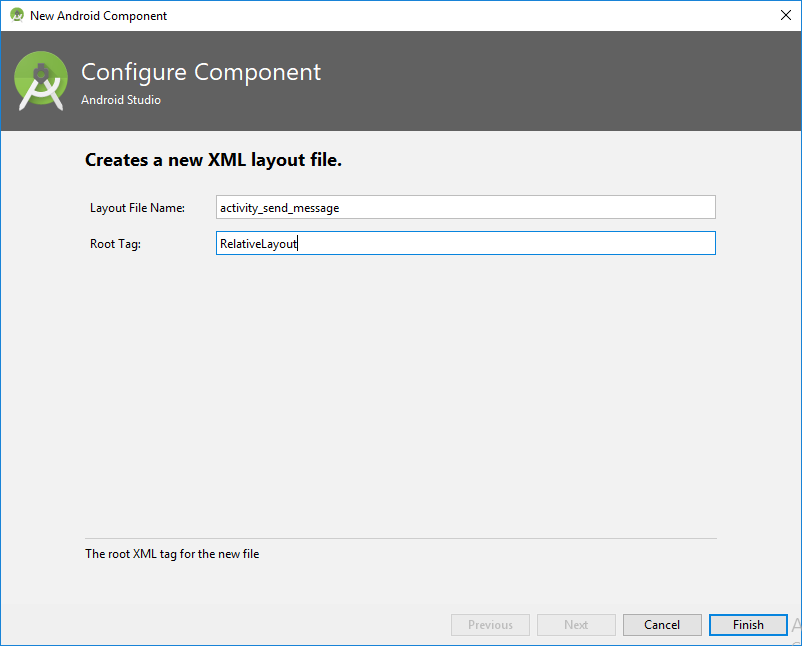 New Android Component
Configure Component
Android Studio
Creates a new XML layout file.
Layout File Name: activity_send_message
Root Tag: RelativeLayout
The root XML tag for the new file
Previous Next Cancel Finish